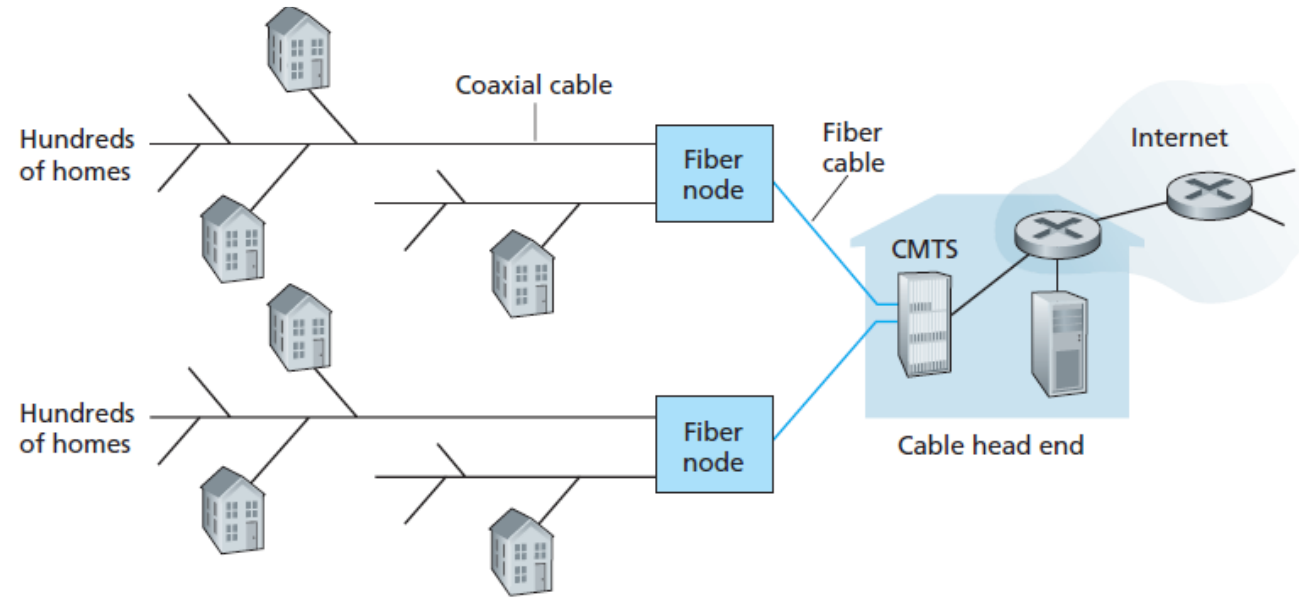 Coaxial cable
Hundreds
of homes
Fiber
node
Fiber
cable
Internet
CMTS
Hundreds
of homes
Fiber
node
Cable head end